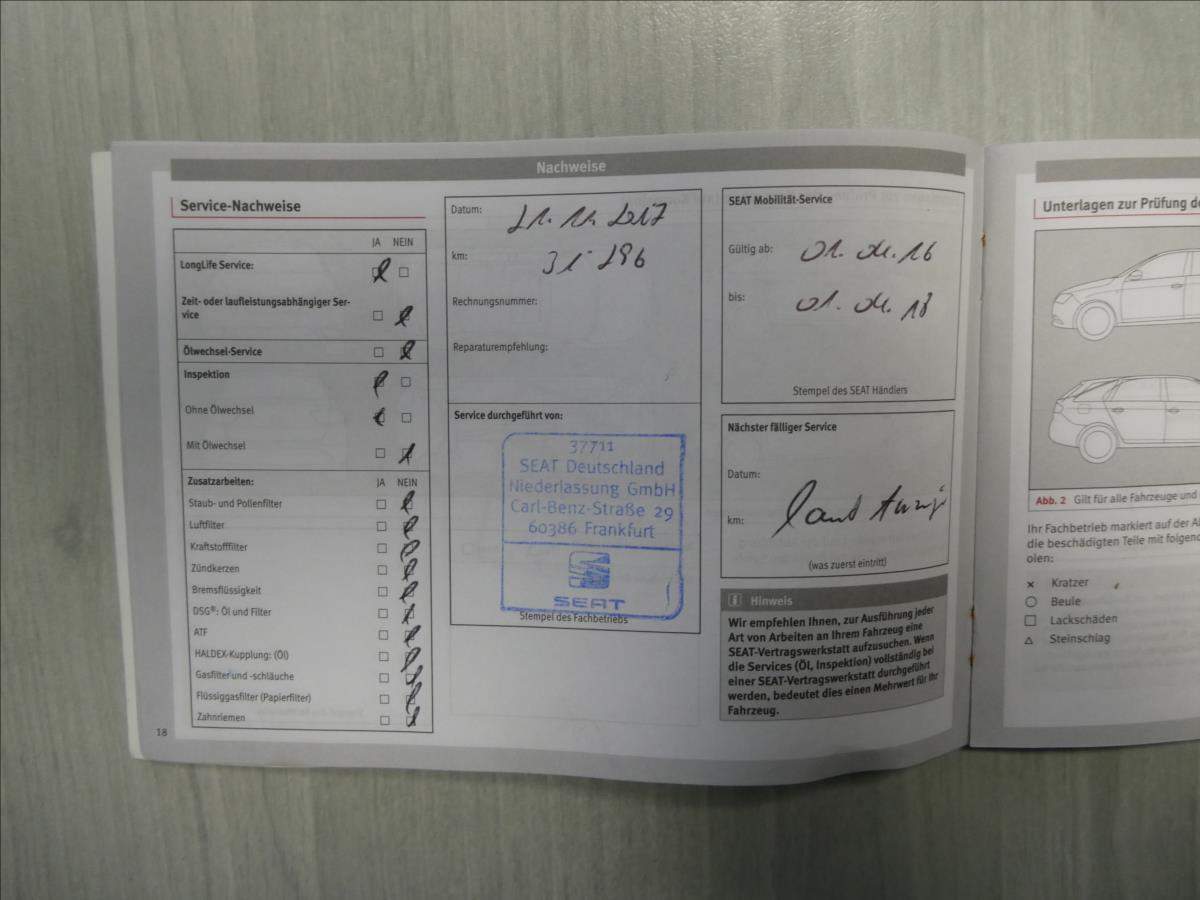 Nachweise
Service-Nachweise
JA NEIN
LongLife Service:
Zeit- oder laufleistungsabhängiger Ser-
vice
Ölwechsel-Service
Inspektion
Ohne Ölwechsel
Mit Ölwechsel
Zusatzarbeiten: JA NEIN
Staub- und Pollenfilter
Luftfilter
Kraftstofffilter
Zündkerzen
Bremsflüssigkeit
DSG®: Öl und Filter
ATF
HALDEX-Kupplung: (Öl)
Gasfilter und -schläuche
Flüssiggasfilter (Papierfilter)
Zahnriemen
18
Datum: 2017
km: 31 296
Rechnungsnummer:
Reparaturempfehlung:
Service durchgeführt von:
37711
SEAT Deutschland
Niederlassung GmbH
Carl-Benz-Straße 29
60386 Frankfurt
SEAT
Stempel des Fachbetriebs
SEAT Mobilität-Service
Gültig ab: 01. 04. 16
bis: 01. 04. 18
Stempel des SEAT Händlers
Nächster fälliger Service
Datum:
km: laut
(was zuerst eintritt)
Hinweis
Wir empfehlen Ihnen, zur Ausführung jeder
Art von Arbeiten an Ihrem Fahrzeug eine
SEAT-Vertragswerkstatt aufzusuchen. Wenn
die Services (Öl, Inspektion) vollständig bei
einer SEAT-Vertragswerkstatt durchgeführt
werden, bedeutet dies einen Mehrwert für Ihr
Fahrzeug.
Unterlagen zur Prüfung
Abb. 2 Gilt für alle Fahrzeuge und
Ihr Fachbetrieb markiert auf der
die beschädigten Teile mit
olen:
Kratzer
Beule
Lackschäden
Steinschlag